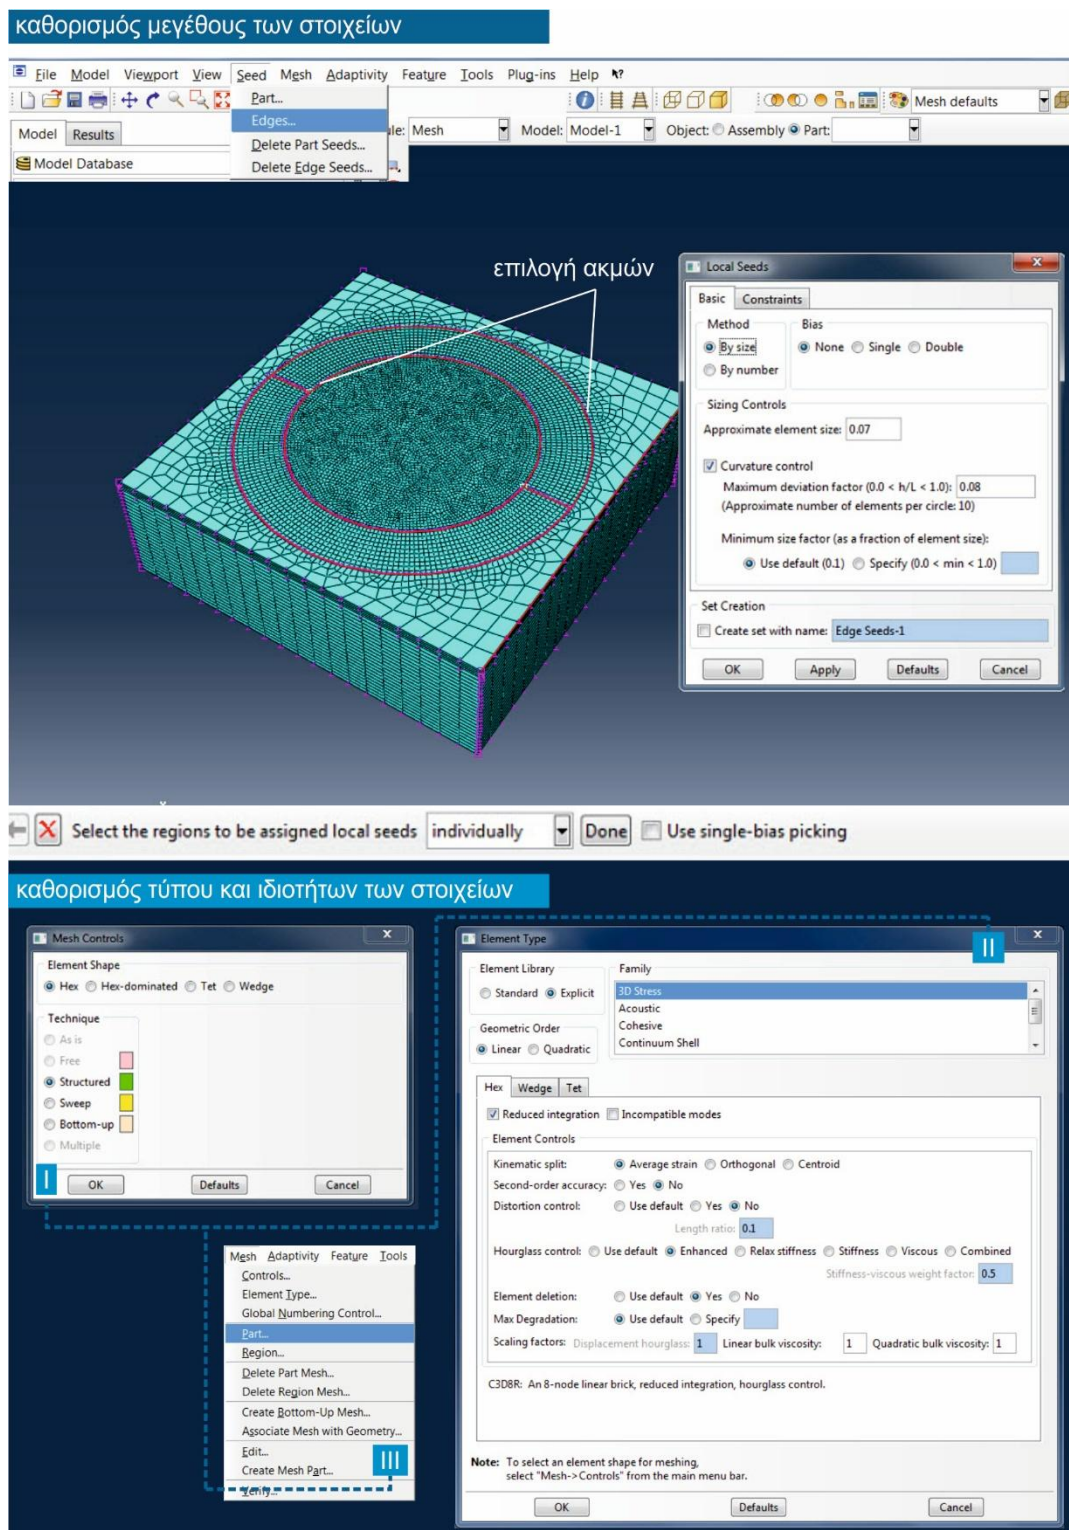 καθορισμός μεγέθους των στοιχείων
File Model Viewport View Seed Mesh Adaptivity Feature Tools Plug-ins Help
Part...
Edges...
Delete Part Seeds...
Delete Edge Seeds...
Mesh defaults
Model Results
le: Mesh Model: Model-1 Object: Assembly Part:
Model Database
επιλογή ακμών
Local Seeds
Basic Constraints
Method
By size
By number
Bias
None Single Double
Sizing Controls
Approximate element size: 0.07
Curvature control
Maximum deviation factor (0.0 < h/L < 1.0): 0.08
(Approximate number of elements per circle: 10)
Minimum size factor (as a fraction of element size):
Use default (0.1) Specify (0.0 < min < 1.0)
Set Creation
Create set with name: Edge Seeds-1
OK Apply Defaults Cancel
Select the regions to be assigned local seeds individually Done Use single-bias picking
καθορισμός τύπου και ιδιοτήτων των στοιχείων
Mesh Controls
Element Shape
Hex Hex-dominated Tet Wedge
Technique
As is
Free
Structured
Sweep
Bottom-up
Multiple
I
OK Defaults Cancel
II
Element Type
Element Library
Standard Explicit
Geometric Order
Linear Quadratic
Family
3D Stress
Acoustic
Cohesive
Continuum Shell
Hex Wedge Tet
Reduced integration Incompatible modes
Element Controls
Kinematic split: Average strain Orthogonal Centroid
Second-order accuracy: Yes No
Distortion control: Use default Yes No
Length ratio: 0.1
Hourglass control: Use default Enhanced Relax stiffness Stiffness Viscous Combined
Stiffness-viscous weight factor: 0.5
Element deletion: Use default Yes No
Max Degradation: Use default Specify
Scaling factors: Displacement hourglass: 1 Linear bulk viscosity: 1 Quadratic bulk viscosity: 1
C3D8R: An 8-node linear brick, reduced integration, hourglass control.
Note: To select an element shape for meshing,
select "Mesh->Controls" from the main menu bar.
OK Defaults Cancel
Mesh Adaptivity Feature Tools
Controls...
Element Type...
Global Numbering Control...
Part...
Region...
Delete Part Mesh...
Delete Region Mesh...
Create Bottom-Up Mesh...
Associate Mesh with Geometry...
Edit...
Create Mesh Part...
Verify...
III